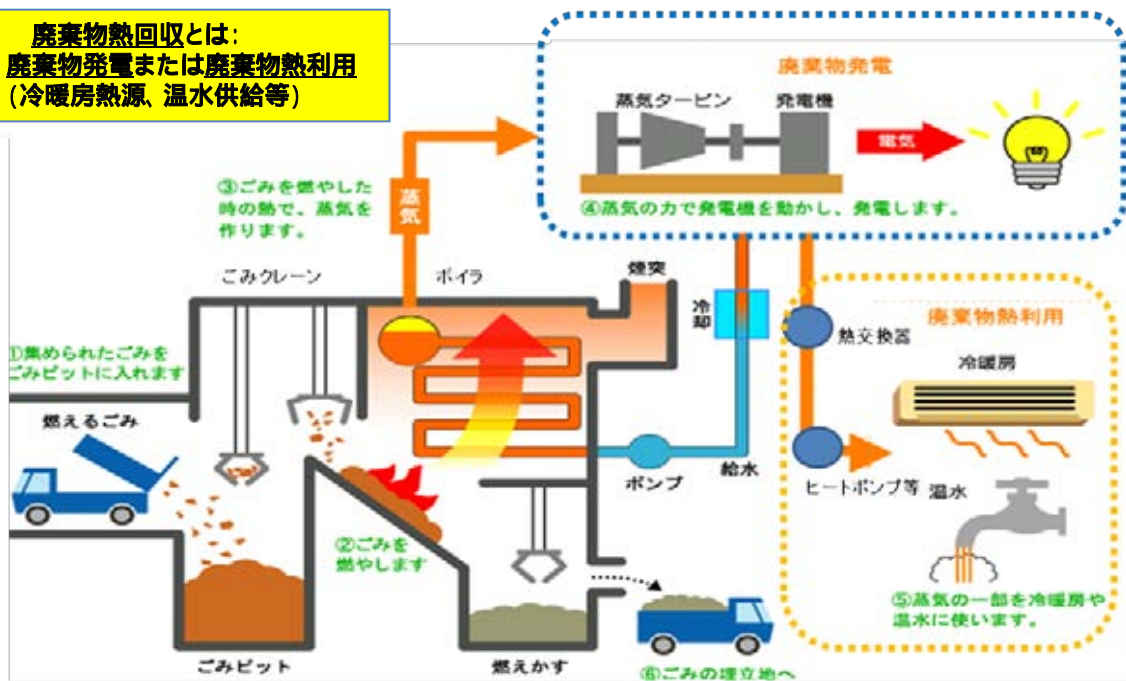 廃棄物熱回収とは:
廃棄物発電または廃棄物熱利用
(冷暖房熱源、温水供給等)
廃棄物発電
蒸気タービン
発電機
電気
④蒸気の力で発電機を動かし、発電します。
③ごみを燃やした
時の熱で、蒸気を
作ります。
蒸気
ごみクレーン
ボイラ
煙突
冷却
熱交換器
廃棄物熱利用
冷暖房
①集められたごみを
ごみピットに入れます
燃えるごみ
ポンプ
給水
ヒートポンプ等
温水
②ごみを
燃やします
⑤蒸気の一部を冷暖房や
温水に使います。
ごみピット
燃えかす
⑥ごみの埋立地へ